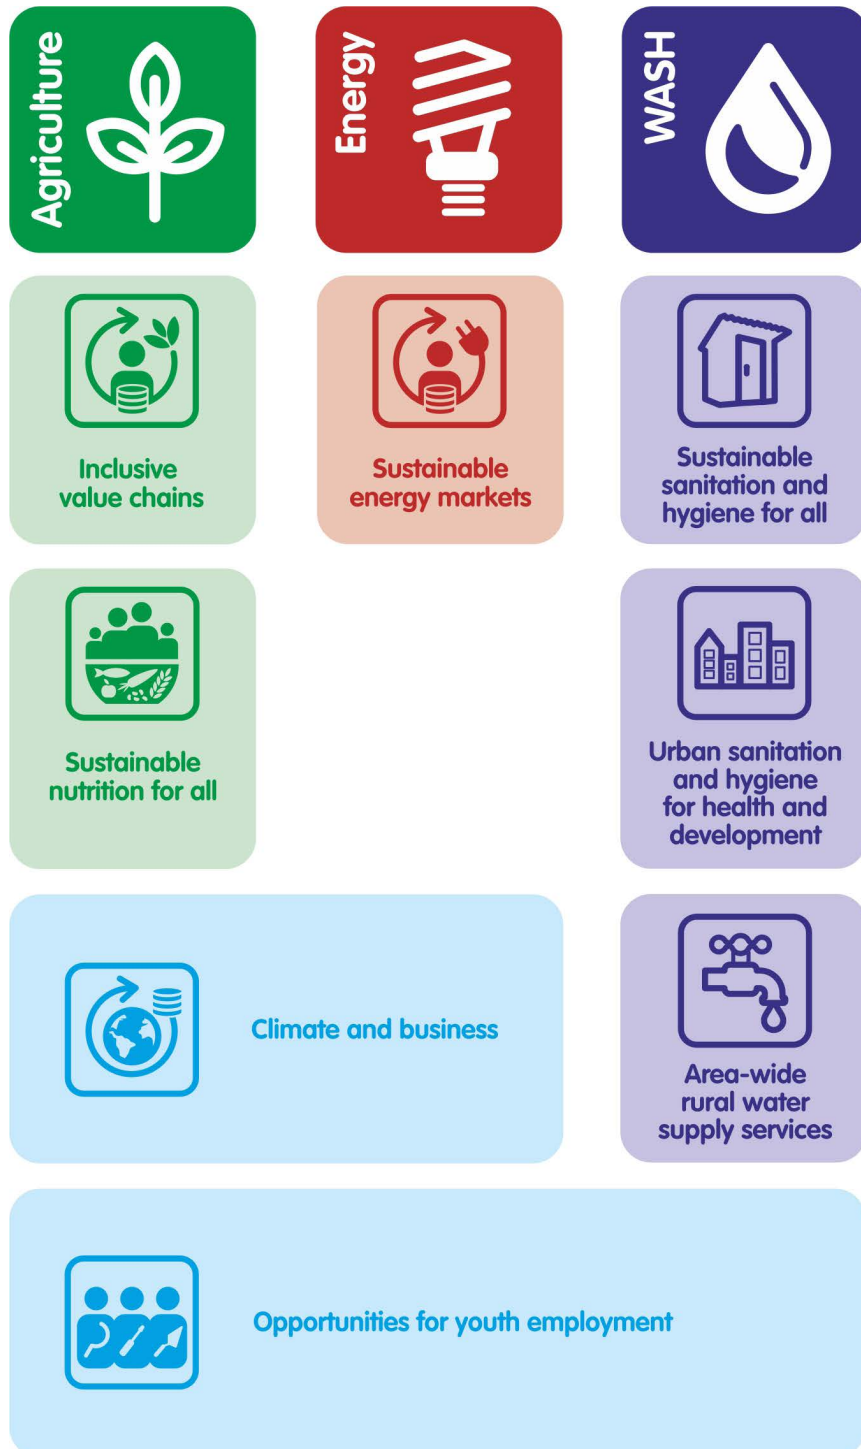 Agriculture
Energy
WASH
Inclusive
value chains
Sustainable
energy markets
Sustainable
sanitation and
hygiene for all
Sustainable
nutrition for all
Urban sanitation
and hygiene
for health and
development
Climate and business
Area-wide
rural water
supply services
Opportunities for youth employment